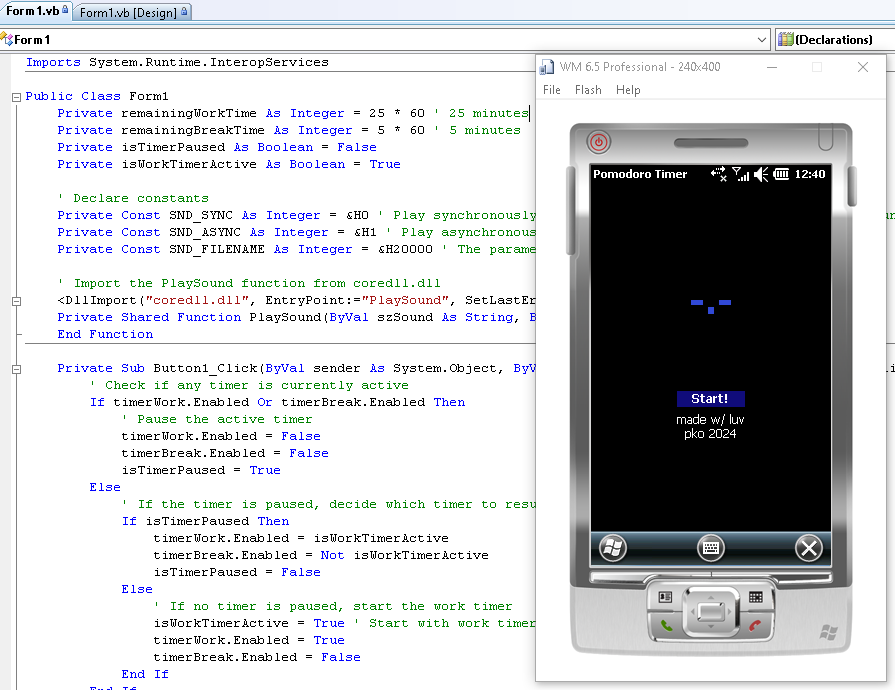 Form1.vb
Form1.vb [Design]
Form1
(Declarations)
Imports System.Runtime.InteropServices
Public Class Form1
Private remainingWorkTime As Integer = 25 * 60 ' 25 minutes
Private remainingBreakTime As Integer = 5 * 60 ' 5 minutes
Private isTimerPaused As Boolean = False
Private isWorkTimerActive As Boolean = True
' Declare constants
Private Const SND_SYNC As Integer = &H0 ' Play synchronously
Private Const SND_ASYNC As Integer = &H1 ' Play asynchronous
Private Const SND_FILENAME As Integer = &H20000 ' The parame
' Import the PlaySound function from coredll.dll
<DllImport("coredll.dll", EntryPoint:="PlaySound", SetLastEr
Private Shared Function PlaySound(ByVal szSound As String, B
End Function
Private Sub Button1_Click(ByVal sender As System.Object, ByV
' Check if any timer is currently active
If timerWork.Enabled Or timerBreak.Enabled Then
' Pause the active timer
timerWork.Enabled = False
timerBreak.Enabled = False
isTimerPaused = True
Else
' If the timer is paused, decide which timer to resu
If isTimerPaused Then
timerWork.Enabled = isWorkTimerActive
timerBreak.Enabled = Not isWorkTimerActive
isTimerPaused = False
Else
' If no timer is paused, start the work timer
isWorkTimerActive = True ' Start with work timer
timerWork.Enabled = True
timerBreak.Enabled = False
End If
End If
WM 6.5 Professional - 240x400
File Flash Help
Pomodoro Timer 12:40
-.-
Start!
made w/ luv
pko 2024